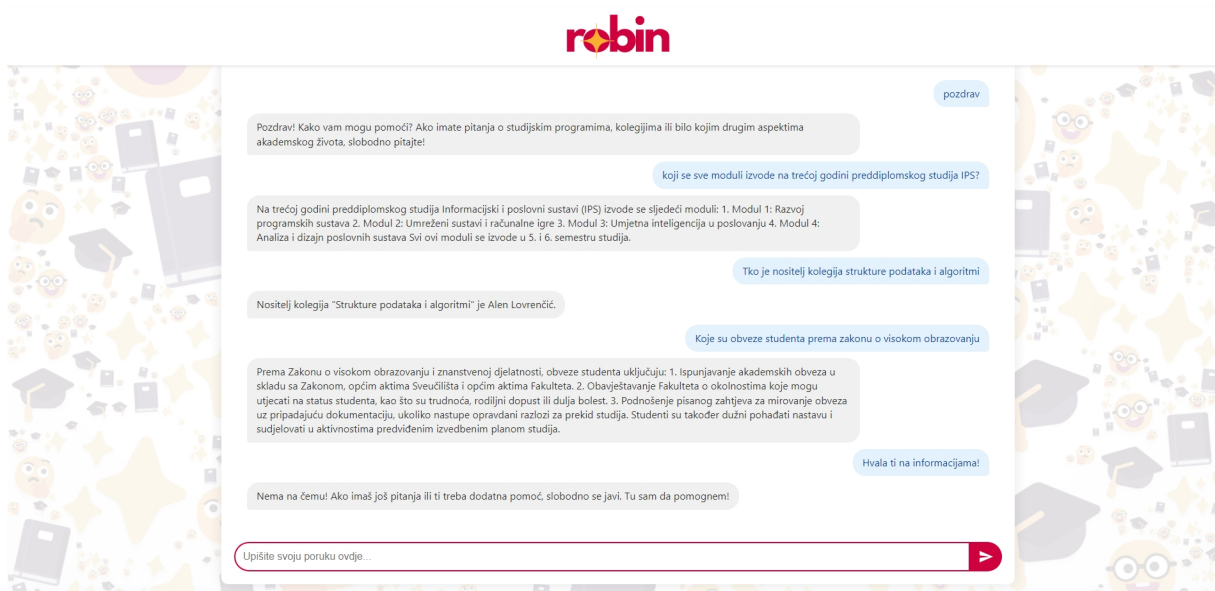 robin
pozdrav
Pozdrav! Kako vam mogu pomoći? Ako imate pitanja o studijskim programima, kolegijima ili bilo kojim drugim aspektima
akademskog života, slobodno pitajte!
koji se sve moduli izvode na trećoj godini preddiplomskog studija IPS?
Na trećoj godini preddiplomskog studija Informacijski i poslovni sustavi (IPS) izvode se sljedeći moduli: 1. Modul 1: Razvoj
programskih sustava 2. Modul 2: Umreženi sustavi i računalne igre 3. Modul 3: Umjetna inteligencija u poslovanju 4. Modul 4:
Analiza i dizajn poslovnih sustava Svi ovi moduli se izvode u 5. i 6. semestru studija.
Tko je nositelj kolegija strukture podataka i algoritmi
Nositelj kolegija "Strukture podataka i algoritmi" je Alen Lovrenčić.
Koje su obveze studenta prema zakonu o visokom obrazovanju
Prema Zakonu o visokom obrazovanju i znanstvenoj djelatnosti, obveze studenta uključuju: 1. Ispunjavanje akademskih obveza u
skladu sa Zakonom, općim aktima Sveučilišta i općim aktima Fakulteta. 2. Obavještavanje Fakulteta o okolnostima koje mogu
utjecati na status studenta, kao što su trudnoća, rodiljni dopust ili dulja bolest. 3. Podnošenje pisanog zahtjeva za mirovanje obveza
uz pripadajuću dokumentaciju, ukoliko nastupe opravdani razlozi za prekid studija. Studenti su također dužni pohađati nastavu i
sudjelovati u aktivnostima predviđenim izvedbenim planom studija.
Hvala ti na informacijama!
Nema na čemu! Ako imaš još pitanja ili ti treba dodatna pomoć, slobodno se javi. Tu sam da pomognem!
Upišite svoju poruku ovdje...